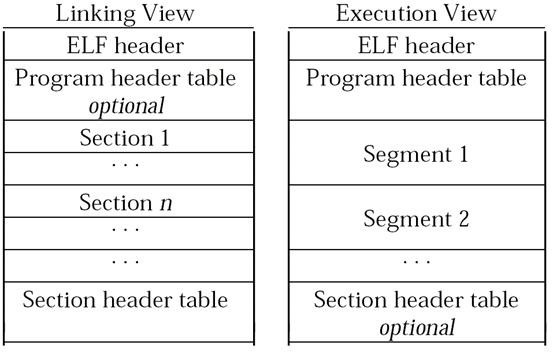 Linking View
ELF header
Program header table
optional
Section 1
. . .
Section n
. . .
. . .
Section header table
Execution View
ELF header
Program header table
Segment 1
Segment 2
. . .
Section header table
optional